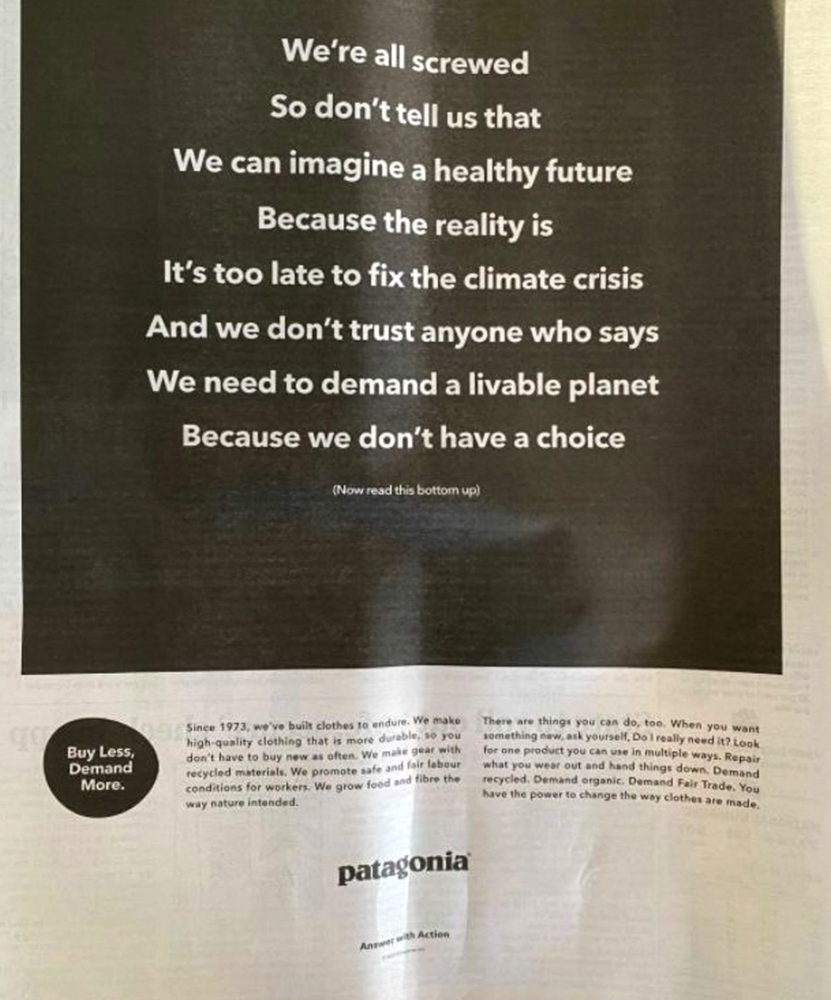 We're all screwed
So don't tell us that
We can imagine a healthy future
Because the reality is
It's too late to fix the climate crisis
And we don't trust anyone who says
We need to demand a livable planet
Because we don't have a choice
(Now read this bottom up)
Buy Less,
Demand
More.
Since 1973, we've built clothes to endure. We make
high-quality clothing that is more durable, so you
don't have to buy new as often. We make gear with
recycled materials. We promote safe and fair labour
conditions for workers. We grow food and fibre the
way nature intended.
There are things you can do, too. When you want
something new, ask yourself, Do I really need it? Look
for one product you can use in multiple ways. Repair
what you wear out and hand things down. Demand
recycled. Demand organic. Demand Fair Trade. You
have the power to change the way clothes are made.
patagonia®
Answer with Action